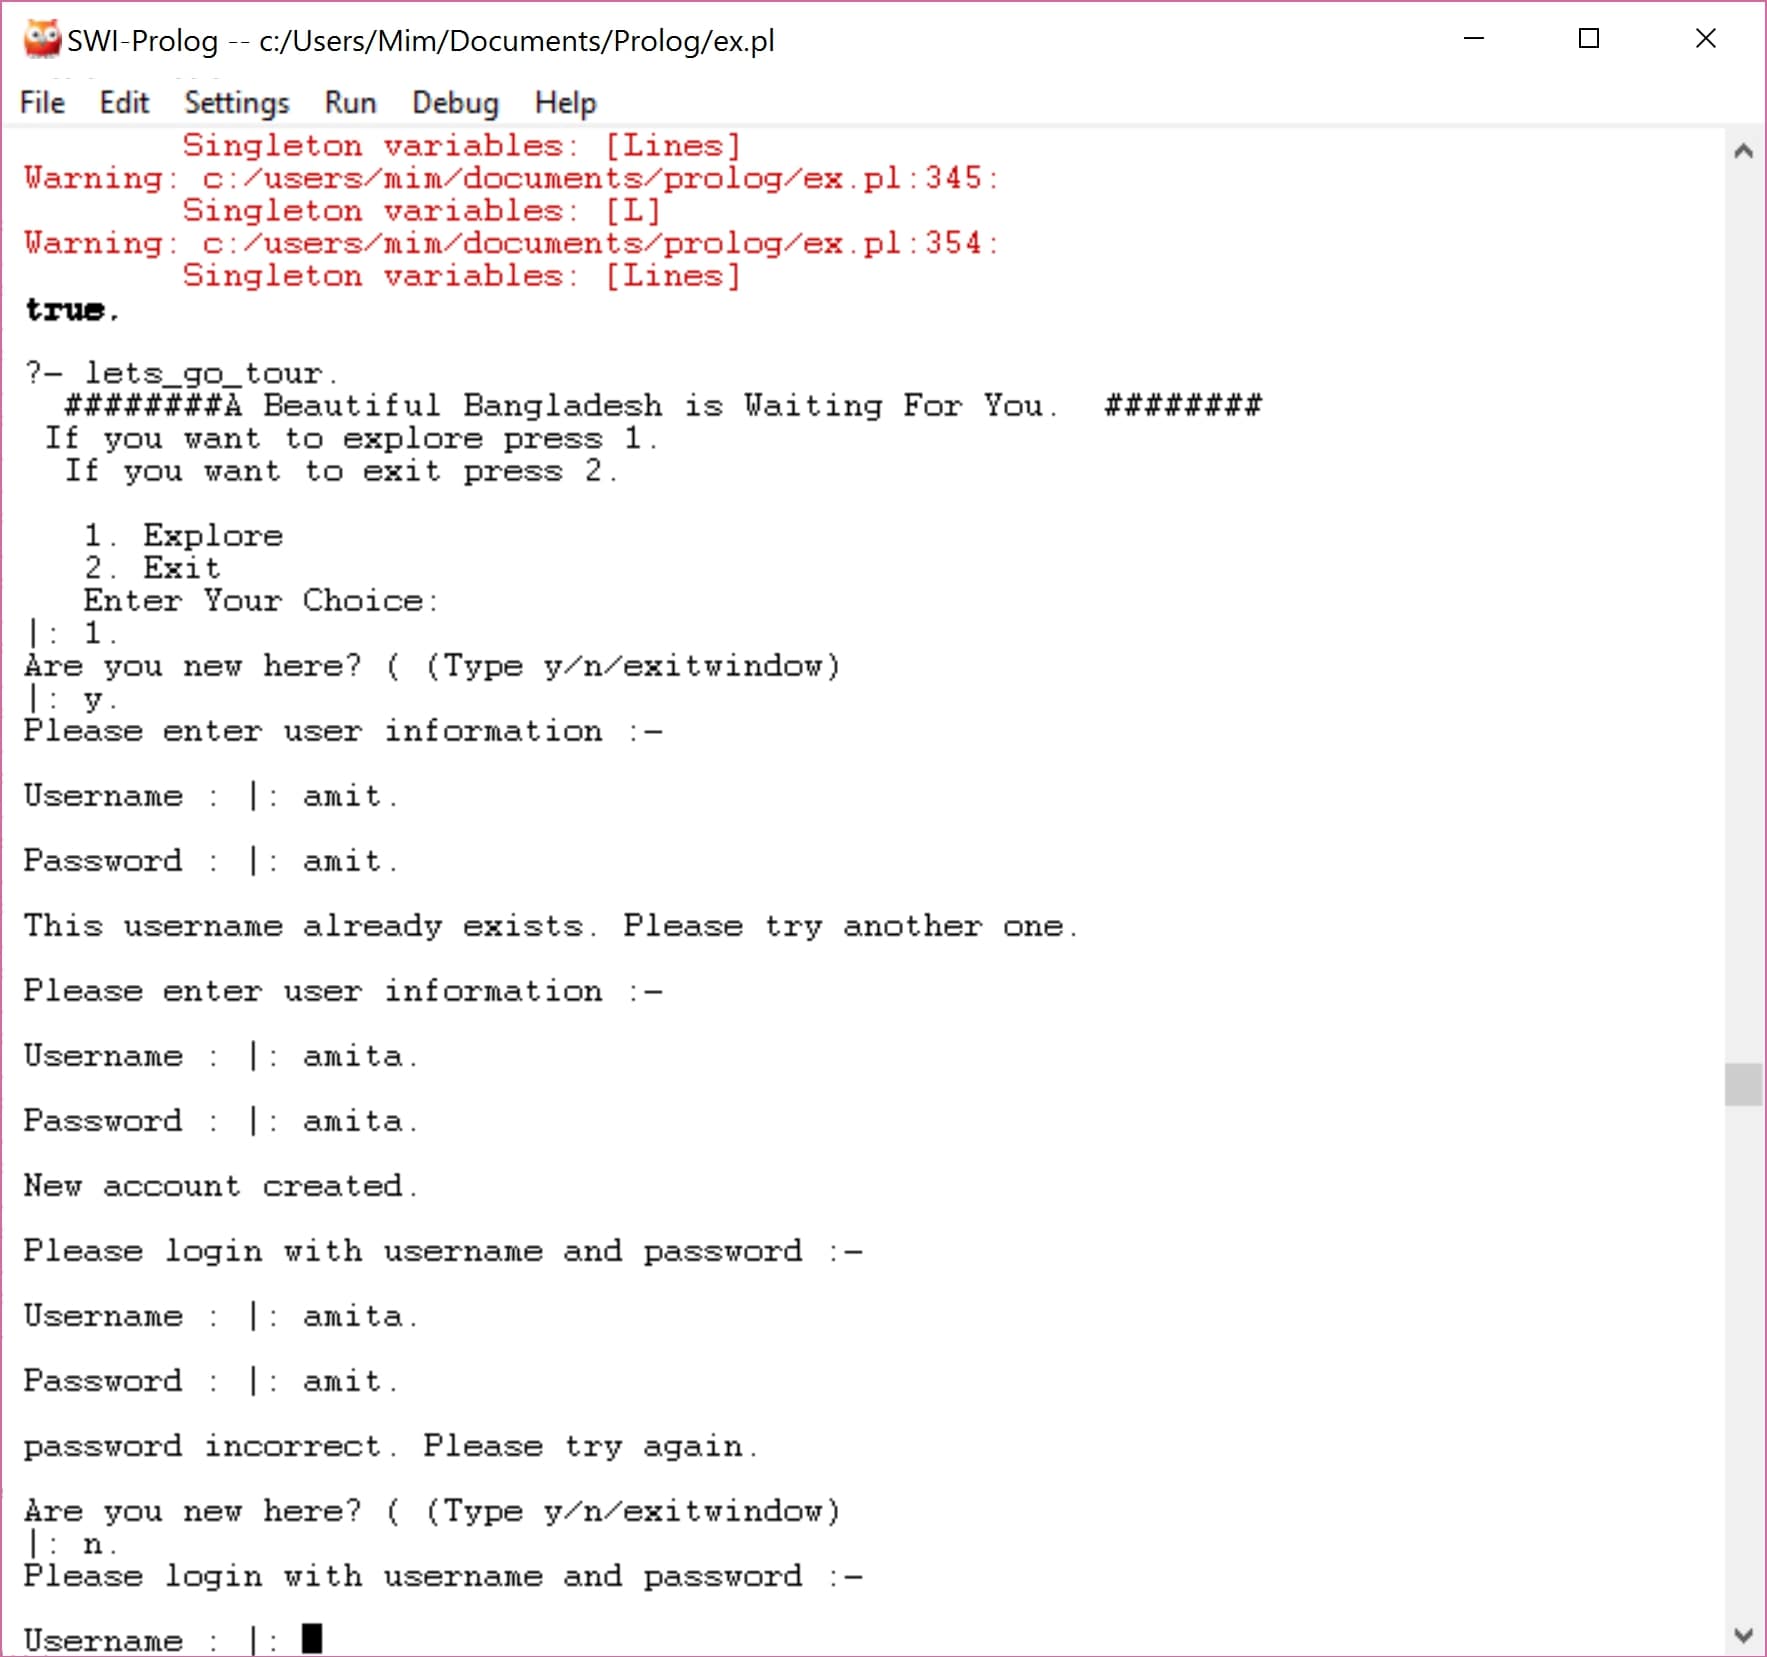 SWI-Prolog -- c:/Users/Mim/Documents/Prolog/ex.pl
File Edit Settings Run Debug Help
Singleton variables: [Lines]
Warning: c:/users/mim/documents/prolog/ex.pl:345:
Singleton variables: [L]
Warning: c:/users/mim/documents/prolog/ex.pl:354:
Singleton variables: [Lines]
true.
?- lets_go_tour.
########A Beautiful Bangladesh is Waiting For You. ########
If you want to explore press 1.
If you want to exit press 2.
1. Explore
2. Exit
Enter Your Choice:
|: 1.
Are you new here? ( (Type y/n/exitwindow)
|: y.
Please enter user information :-
Username : |: amit.
Password : |: amit.
This username already exists. Please try another one.
Please enter user information :-
Username : |: amita.
Password : |: amita.
New account created.
Please login with username and password :-
Username : |: amita.
Password : |: amit.
password incorrect. Please try again.
Are you new here? ( (Type y/n/exitwindow)
|: n.
Please login with username and password :-
Username : |: